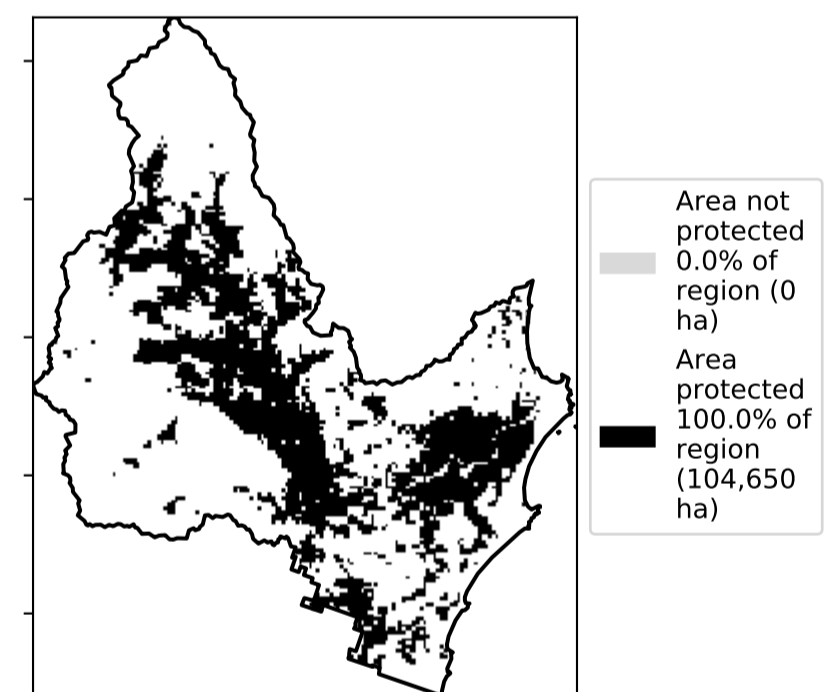 Area not
protected
0.0% of
region (0
ha)
Area
protected
100.0% of
region
(104,650
ha)